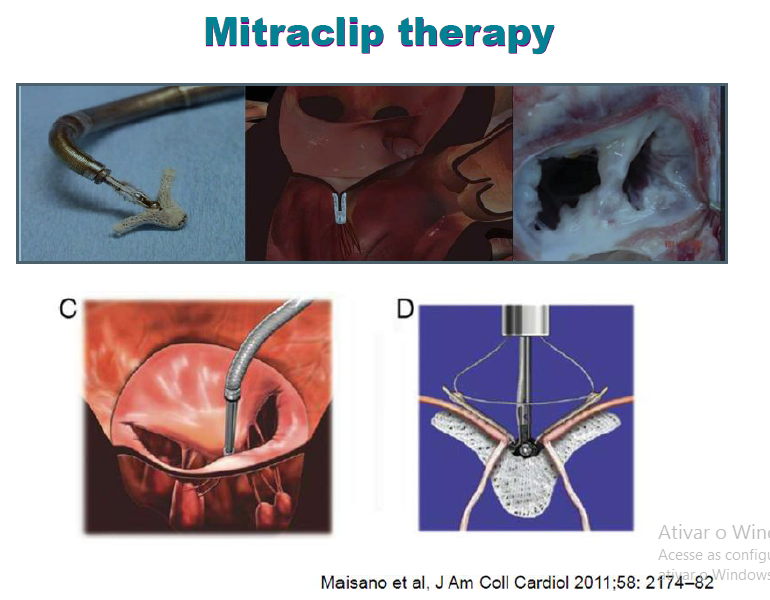 Mitraclip therapy
C
D
Ativar o Win
Acesse as configu
ativar o Windows
Maisano et al, J Am Coll Cardiol 2011;58: 2174–82